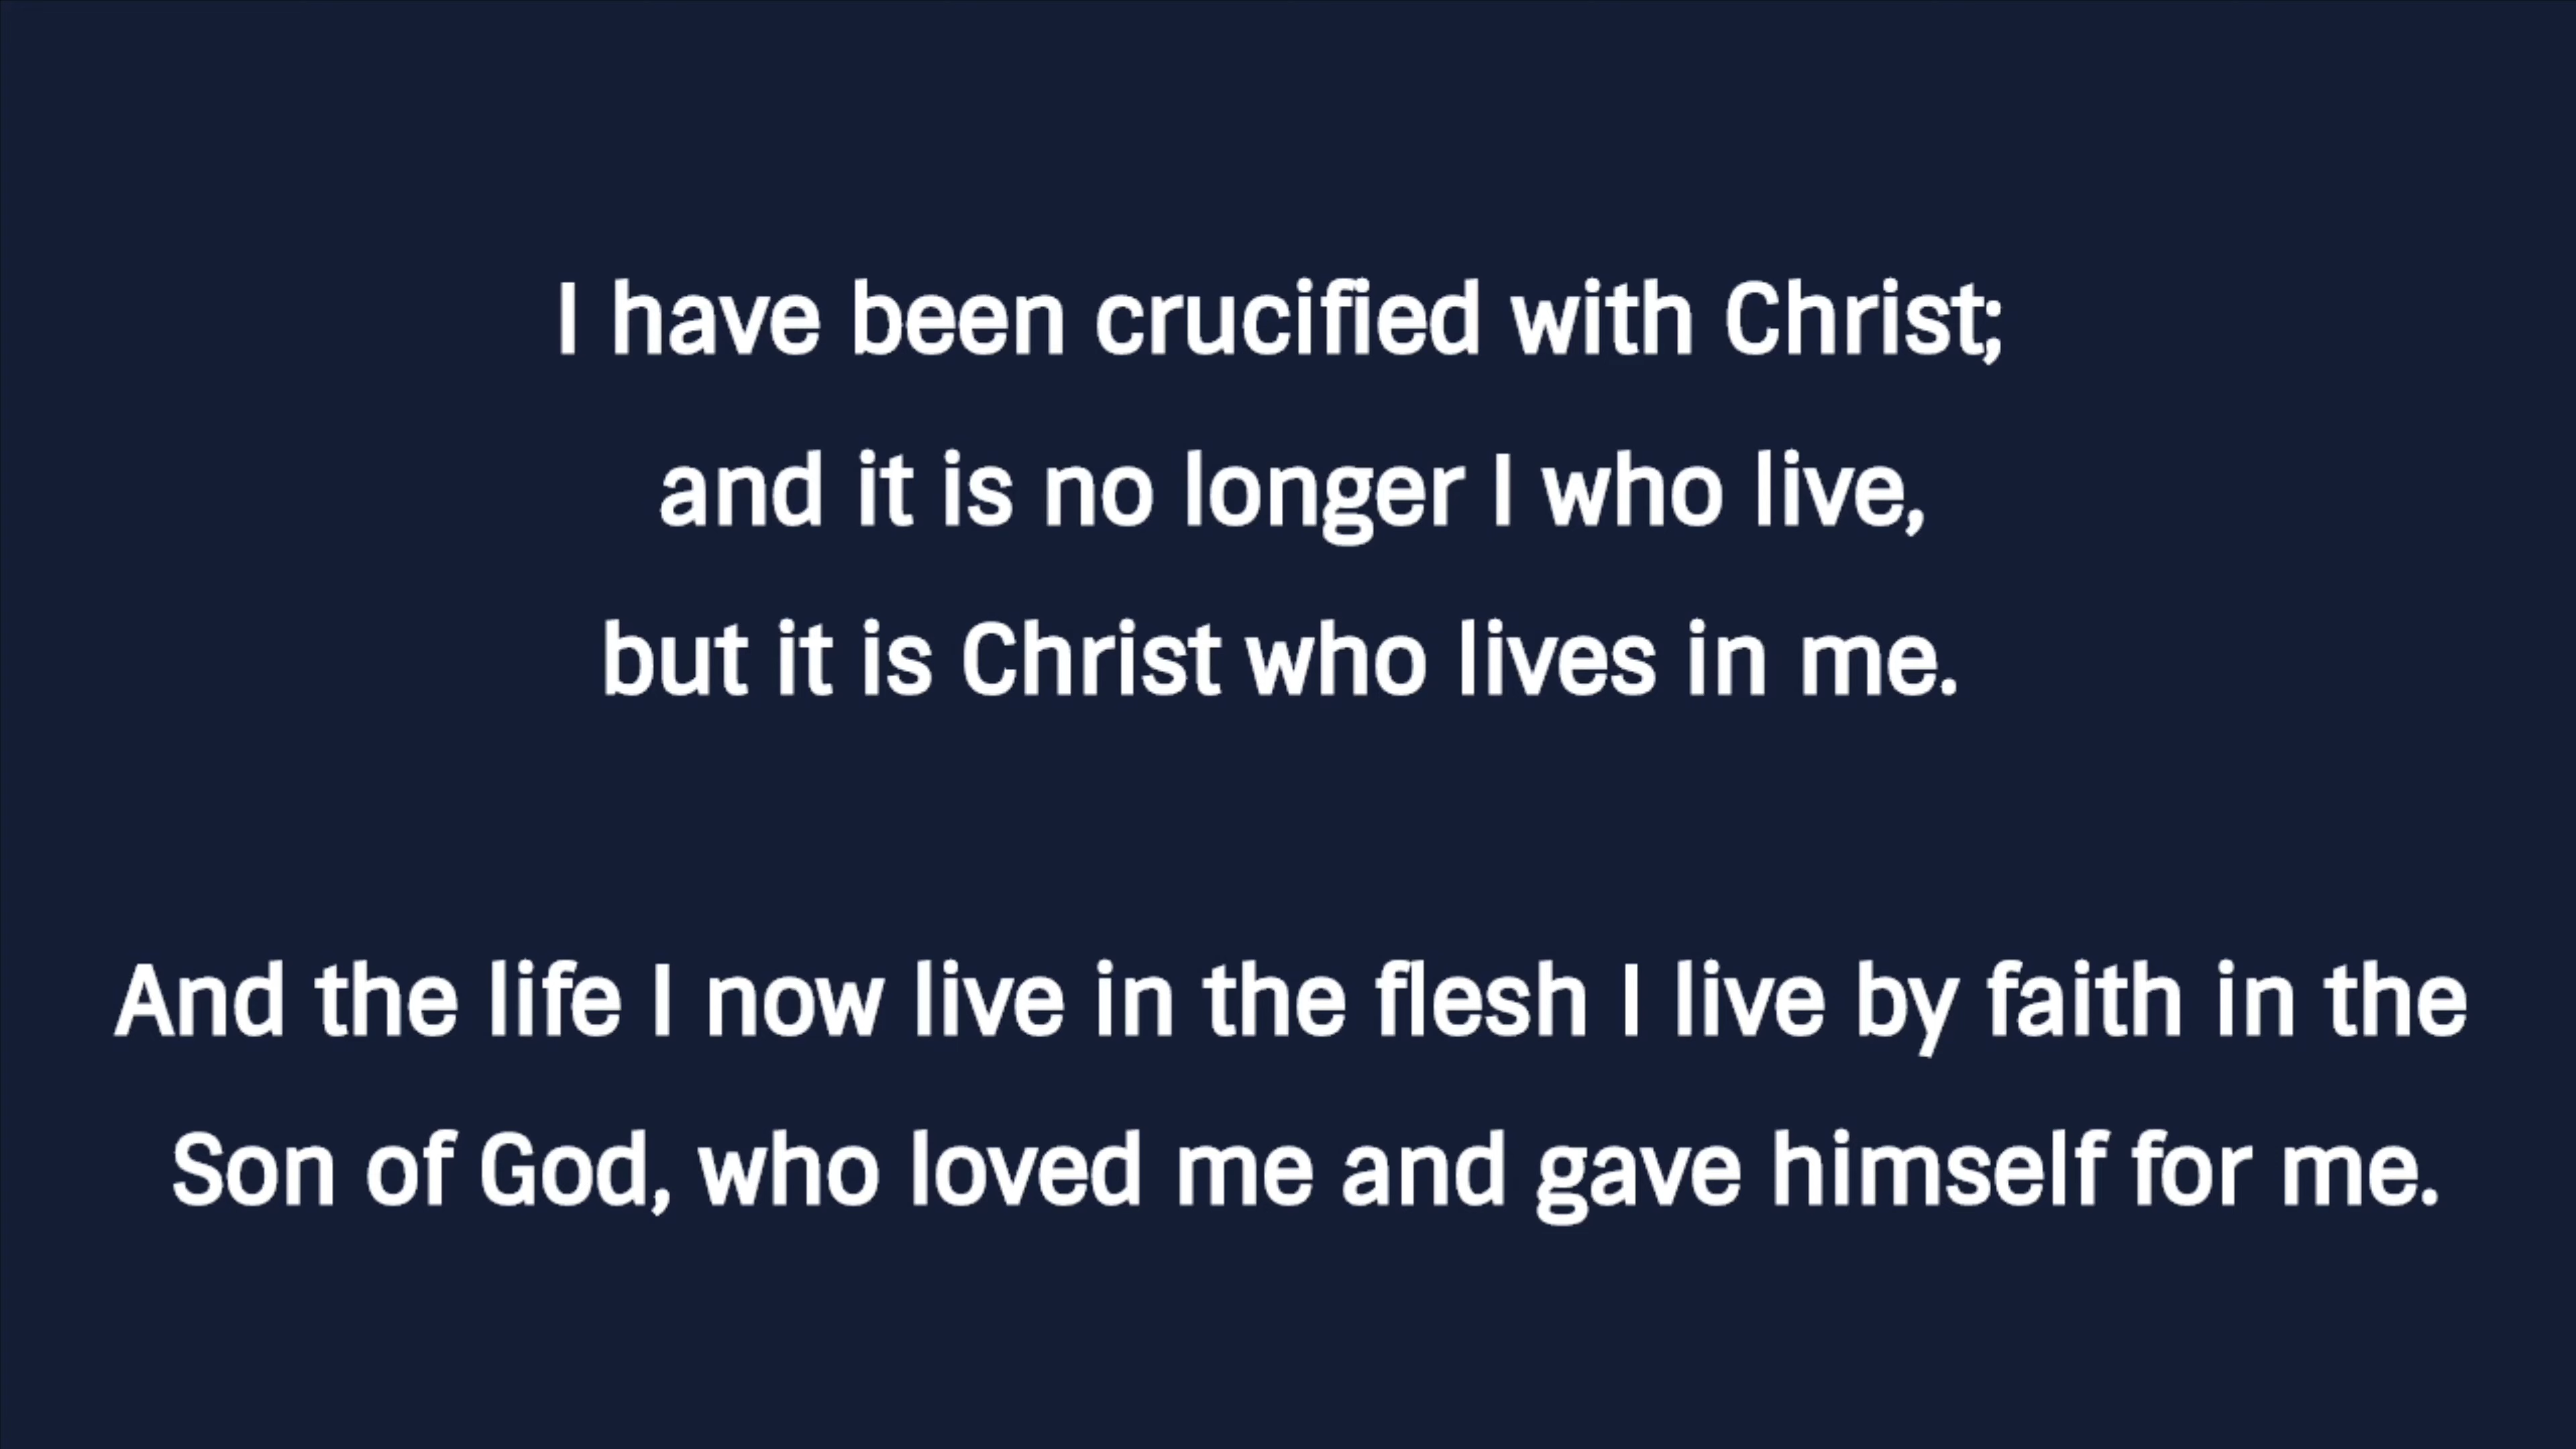 I have been crucified with Christ;
and it is no longer I who live,
but it is Christ who lives in me.
And the life I now live in the flesh I live by faith in the
Son of God, who loved me and gave himself for me.